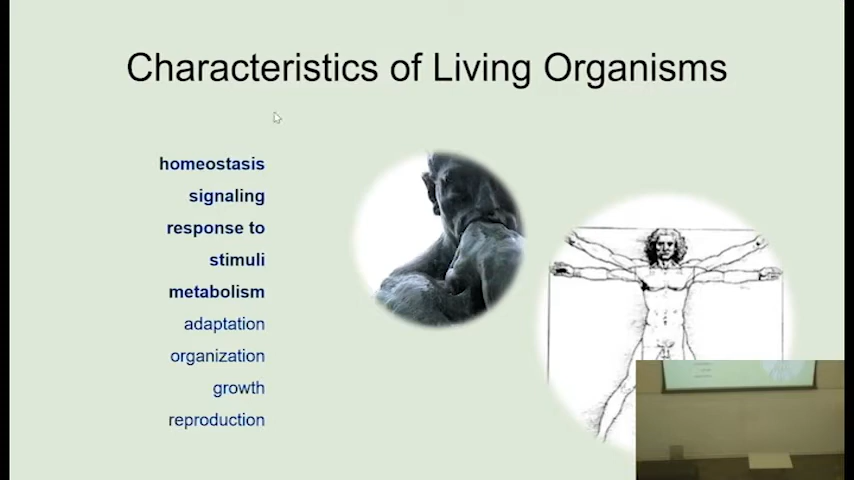 Characteristics of Living Organisms
homeostasis
signaling
response to
stimuli
metabolism
adaptation
organization
growth
reproduction